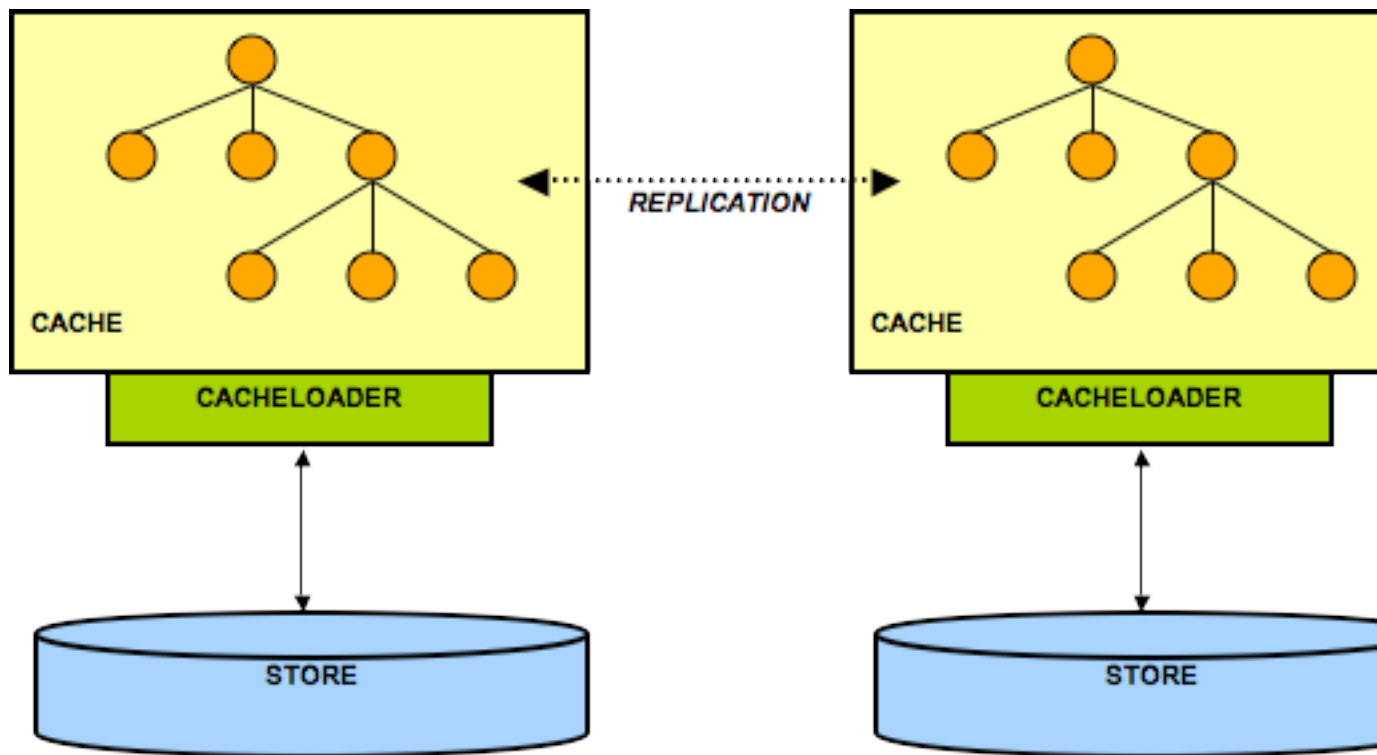 REPLICATION
CACHE
CACHE
CACHELOADER
CACHELOADER
STORE
STORE